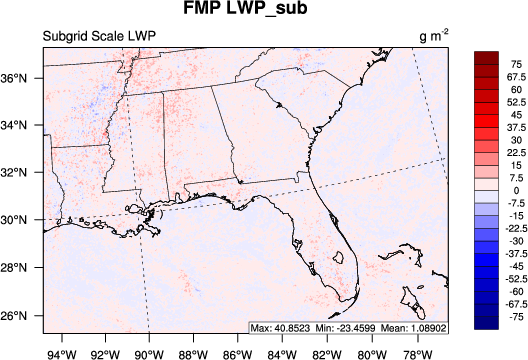 FMP LWP_sub
Subgrid Scale LWP g m-2
36°N
34°N
32°N
30°N
28°N
26°N
94°W 92°W 90°W 88°W 86°W 84°W 82°W 80°W 78°W
Max: 40.8523 Min: -23.4599 Mean: 1.08902
75
67.5
60
52.5
45
37.5
30
22.5
15
7.5
0
-7.5
-15
-22.5
-30
-37.5
-45
-52.5
-60
-67.5
-75